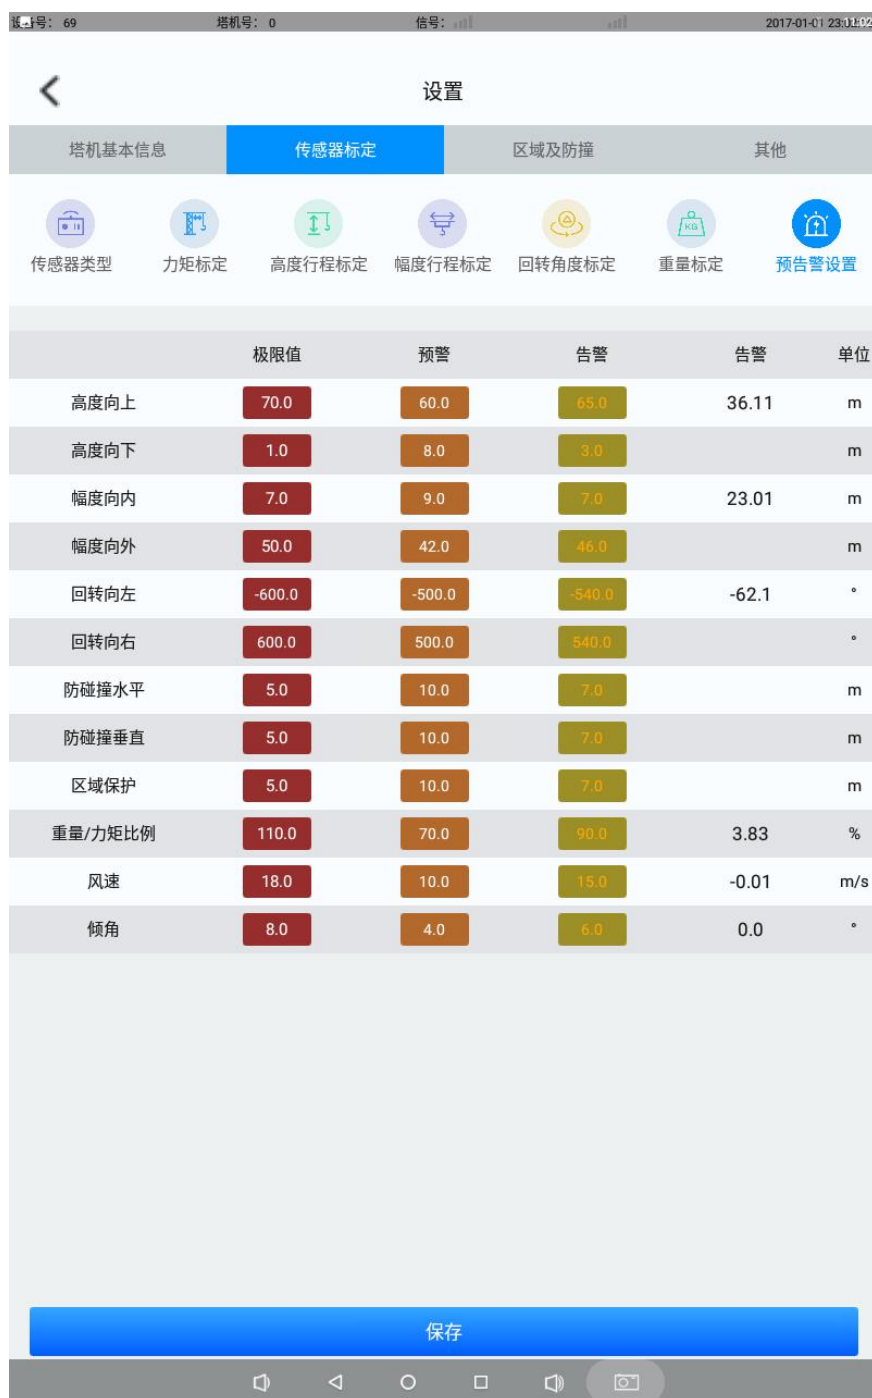 设备号： 69 塔机号： 0 信号： 2017-01-01 23:02:02
设置
塔机基本信息 传感器标定 区域及防撞 其他
传感器类型 力矩标定 高度行程标定 幅度行程标定 回转角度标定 重量标定 预告警设置
极限值 预警 告警 告警 单位
高度向上 70.0 60.0 65.0 36.11 m
高度向下 1.0 8.0 3.0 m
幅度向内 7.0 9.0 7.0 23.01 m
幅度向外 50.0 42.0 46.0 m
回转向左 -600.0 -500.0 -540.0 -62.1 °
回转向右 600.0 500.0 540.0 °
防碰撞水平 5.0 10.0 7.0 m
防碰撞垂直 5.0 10.0 7.0 m
区域保护 5.0 10.0 7.0 m
重量/力矩比例 110.0 70.0 90.0 3.83 %
风速 18.0 10.0 15.0 -0.01 m/s
倾角 8.0 4.0 6.0 0.0 °
保存